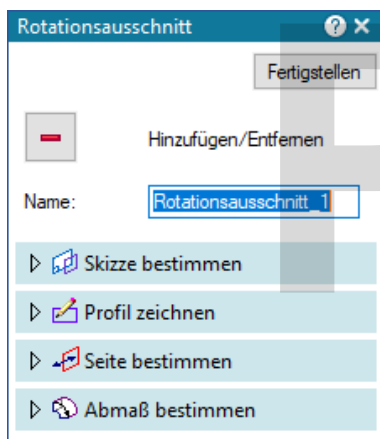 Rotationsausschnitt
Fertigstellen
Hinzufügen/Entfernen
Name: Rotationsausschnitt_1
Skizze bestimmen
Profil zeichnen
Seite bestimmen
Abmaß bestimmen